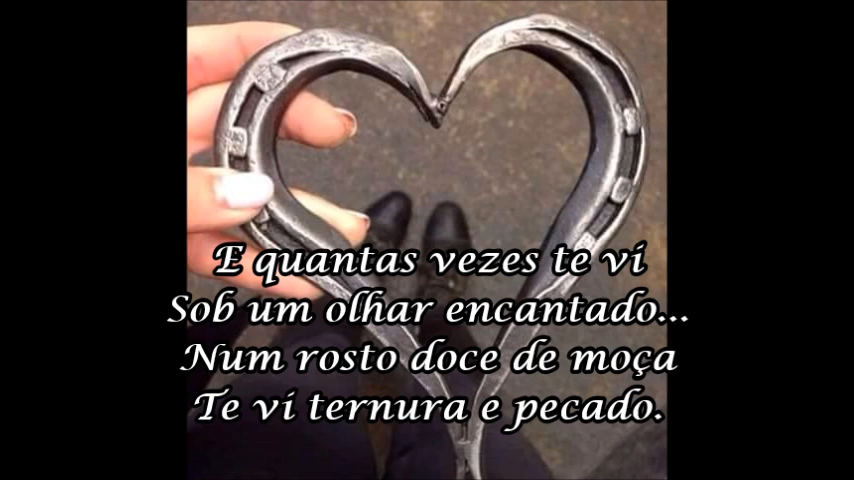 E quantas vezes te vi
Sob um olhar encantado...
Num rosto doce de moça
Te vi ternura e pecado.